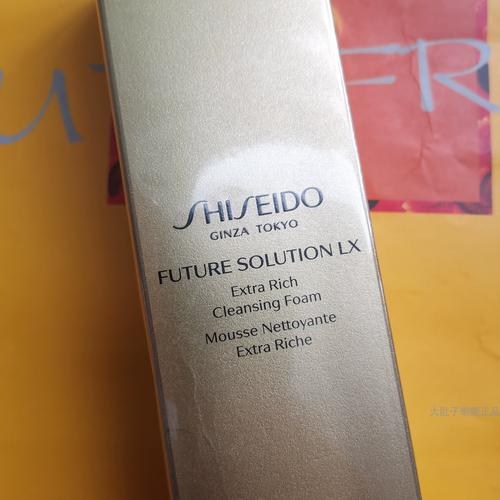 SHISEIDO
GINZA TOKYO
FUTURE SOLUTION LX
Extra Rich
Cleansing Foam
Mousse Nettoyante
Extra Riche